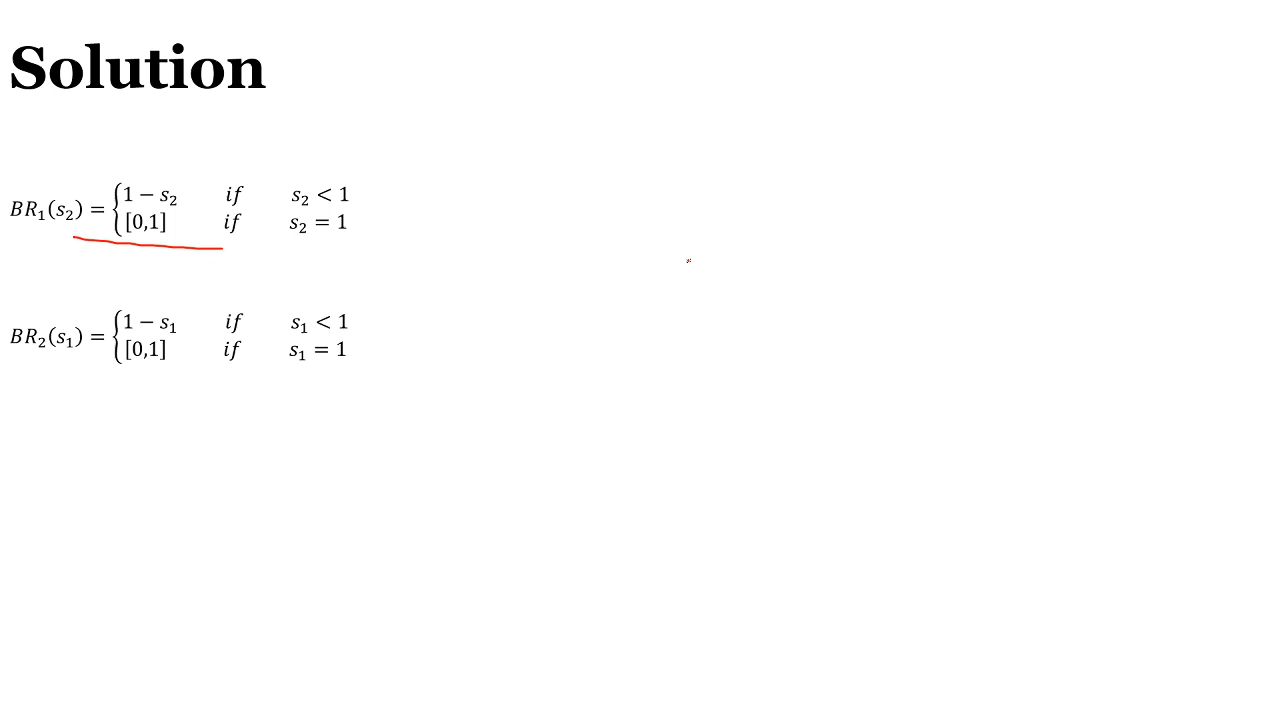 Solution
BR₁(s₂) = {1 − s₂ if s₂ < 1
[0,1] if s₂ = 1
BR₂(s₁) = {1 − s₁ if s₁ < 1
[0,1] if s₁ = 1